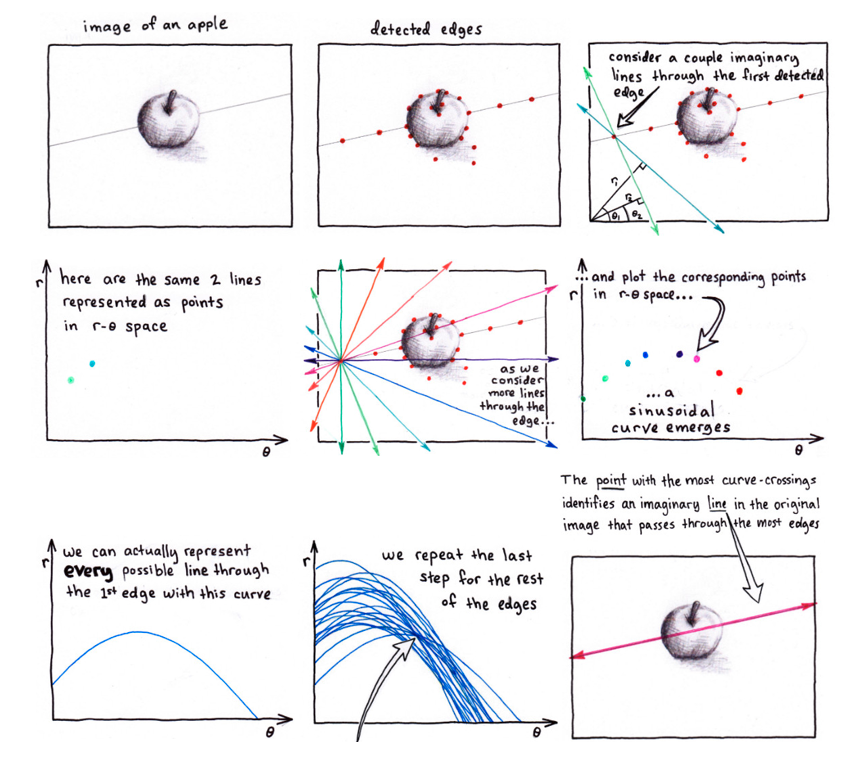 image of an apple
detected edges
consider a couple imaginary
lines through the first detected
edge
r₁
r₂
θ₁
θ₂
r
here are the same 2 lines
represented as points
in r-θ space
θ
as we
consider
more lines
through the
edge...
...and plot the corresponding points
r
in r-θ space...
...a
sinusoidal
curve emerges
θ
The point with the most curve-crossings
identifies an imaginary line in the original
image that passes through the most edges
r
we can actually represent
every possible line through
the 1st edge with this curve
θ
r
we repeat the last
step for the rest
of the edges
θ